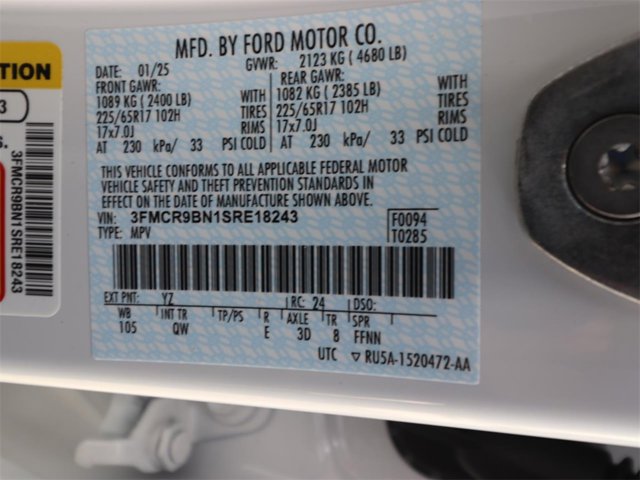 MFD. BY FORD MOTOR CO.
DATE: 01/25 GVWR: 2123 KG ( 4680 LB)
FRONT GAWR: REAR GAWR:
1089 KG ( 2400 LB) WITH 1082 KG ( 2385 LB) WITH
225/65R17 102H TIRES 225/65R17 102H TIRES
17x7.0J RIMS 17x7.0J RIMS
AT 230 kPa/ 33 PSI COLD AT 230 kPa/ 33 PSI COLD
THIS VEHICLE CONFORMS TO ALL APPLICABLE FEDERAL MOTOR
VEHICLE SAFETY AND THEFT PREVENTION STANDARDS IN
EFFECT ON THE DATE OF MANUFACTURE SHOWN ABOVE.
VIN: 3FMCR9BN1SRE18243 F0094
TYPE: MPV T0285
EXT PNT: YZ RC: 24 DSO:
WB INT TR TP/PS R AXLE TR SPR
105 QW E 3D 8 FFNN
UTC ▽ RU5A-1520472-AA
TION
3
S.
3FMCR9BN1SRE18243